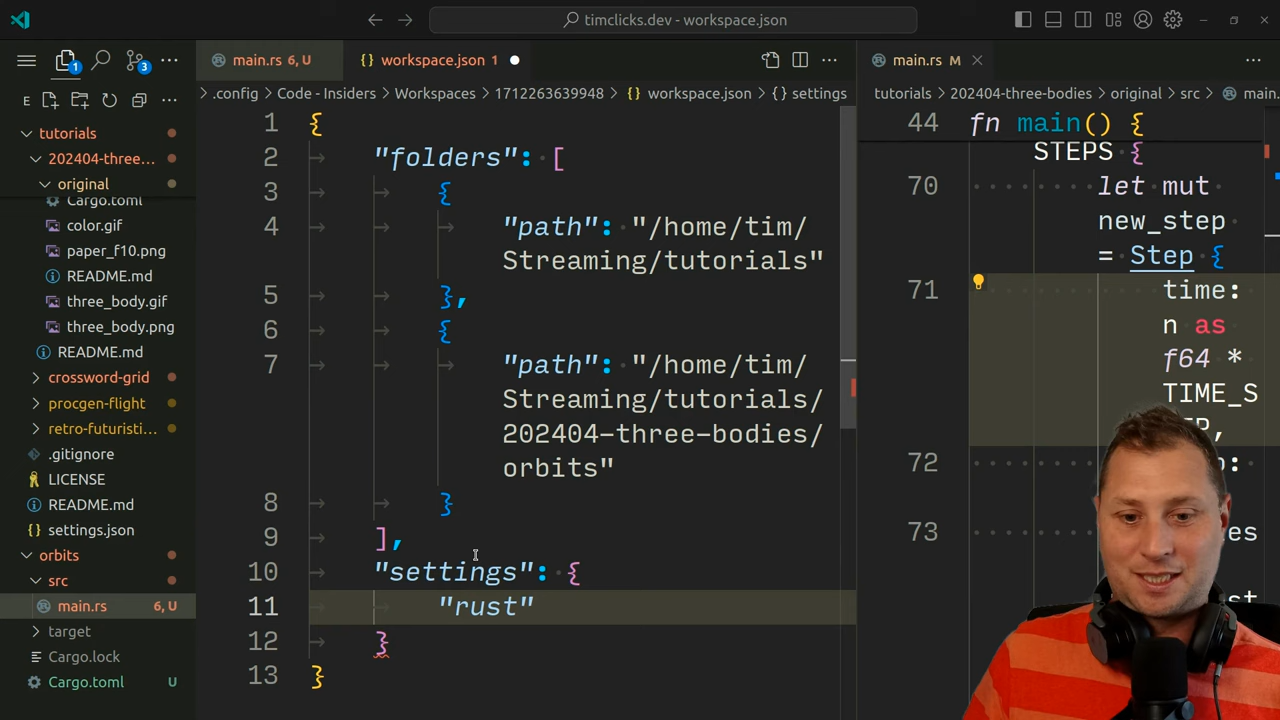 timclicks.dev - workspace.json
1
3
E
tutorials
202404-three...
original
Cargo.toml
color.gif
paper_f10.png
README.md
three_body.gif
three_body.png
README.md
crossword-grid
procgen-flight
retro-futuristi...
.gitignore
LICENSE
README.md
settings.json
orbits
src
main.rs 6, U
target
Cargo.lock
Cargo.toml U
main.rs 6, U
workspace.json 1
.config Code - Insiders Workspaces 1712263639948 {} workspace.json {} settings
1 {
2 "folders": [
3 {
4 "path": "/home/tim/
Streaming/tutorials"
5 },
6 {
7 "path": "/home/tim/
Streaming/tutorials/
202404-three-bodies/
orbits"
8 }
9 ],
10 "settings": {
11 "rust"
12 }
13 }
main.rs M
tutorials 202404-three-bodies original src main.
44 fn main() {
STEPS {
70 let mut
new_step
= Step {
71 time:
n as
f64 *
TIME_S
72
73